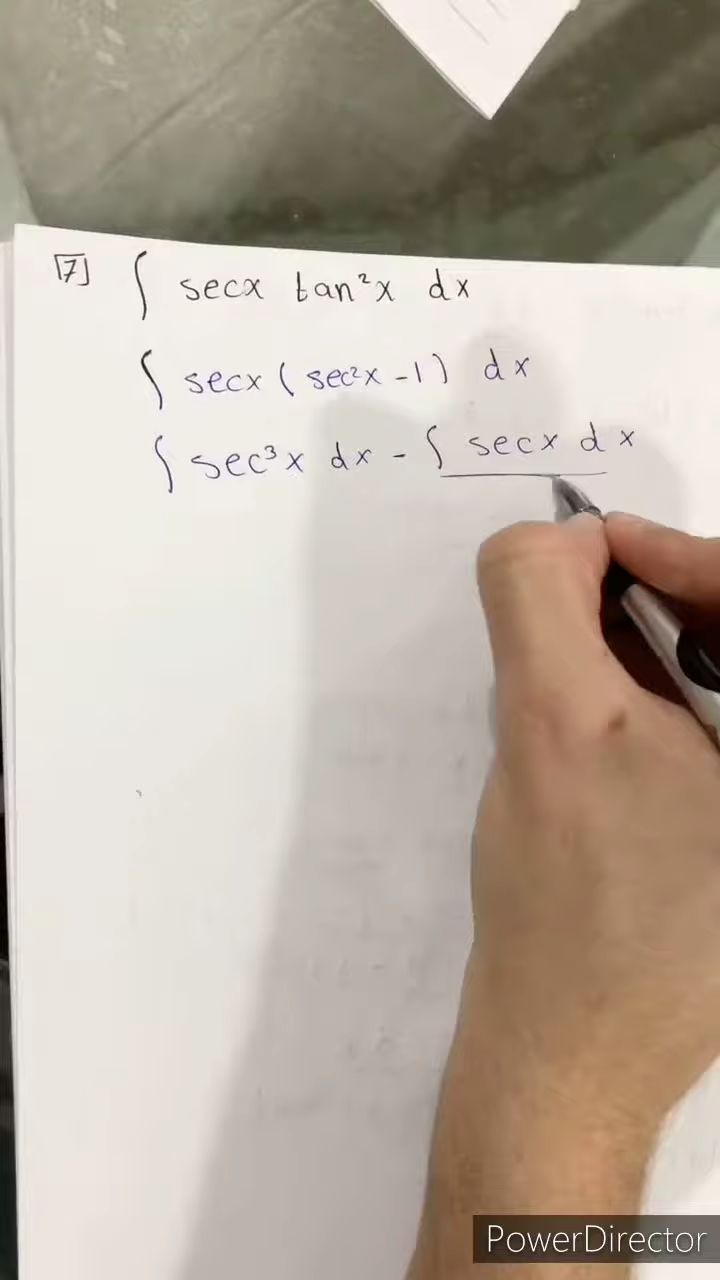 7 ∫ secx tan²x dx
∫ secx ( sec²x - 1 ) dx
∫ sec³x dx - ∫ secx dx
PowerDirector